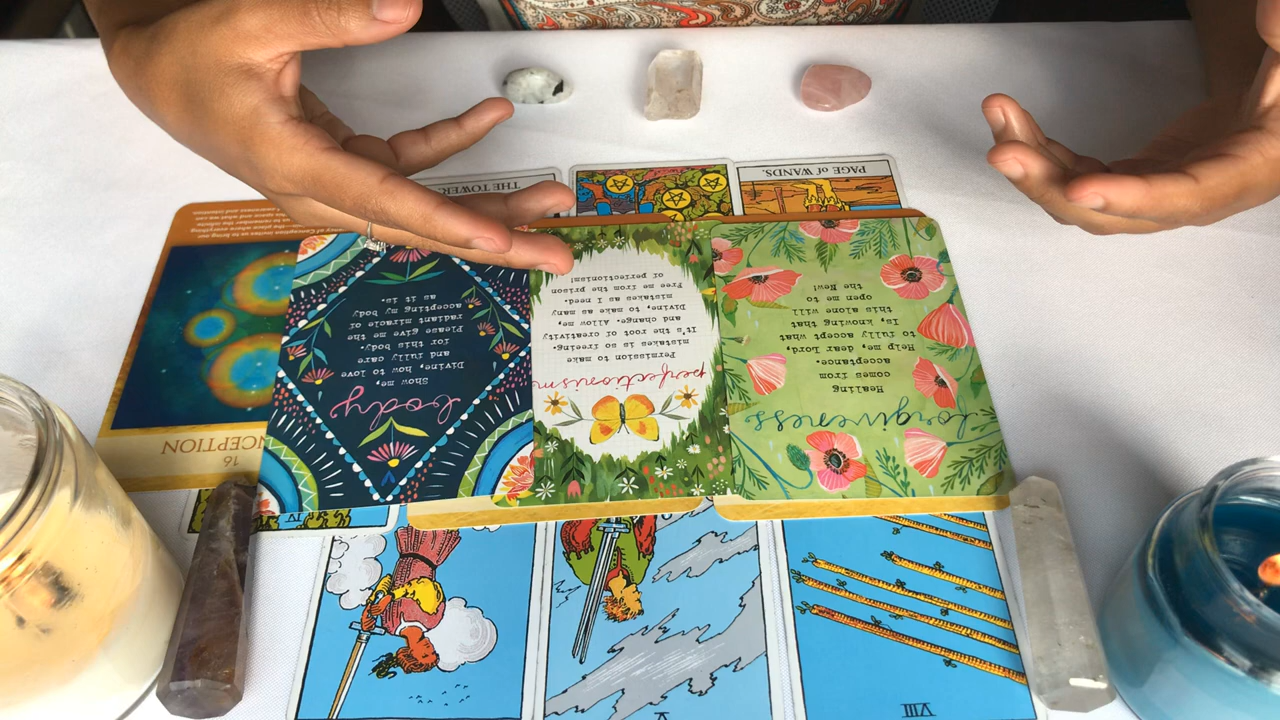 THE TOWER.
PAGE of WANDS.
16
NCEPTION
body
Show me,
Divine, how to love
and fully care
for this body.
Please give me the
radiant miracle of
accepting my body
as it is.
perfectionism
Permission to make
mistakes is so freeing.
It's the root of creativity
and change. Allow me,
Divine, to make as many
mistakes as I need.
Free me from the prison
of perfectionism!
forgiveness
Healing
comes from
acceptance.
Help me, dear Lord,
to fully accept what
is, knowing that
this alone will
open me to
the New!
IV
V
VIII